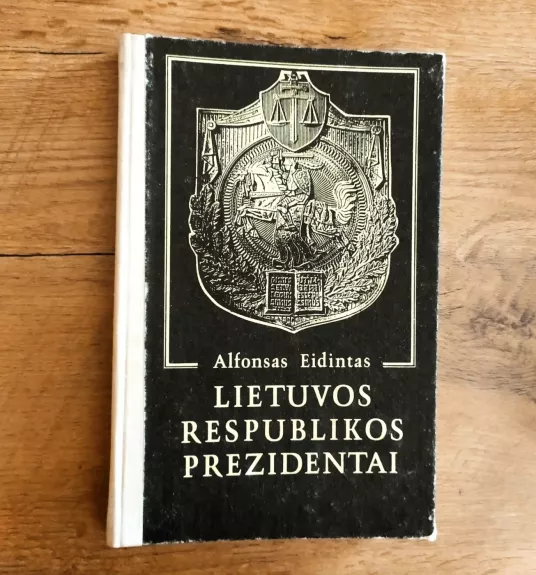 Alfonsas Eidintas
LIETUVOS
RESPUBLIKOS
PREZIDENTAI